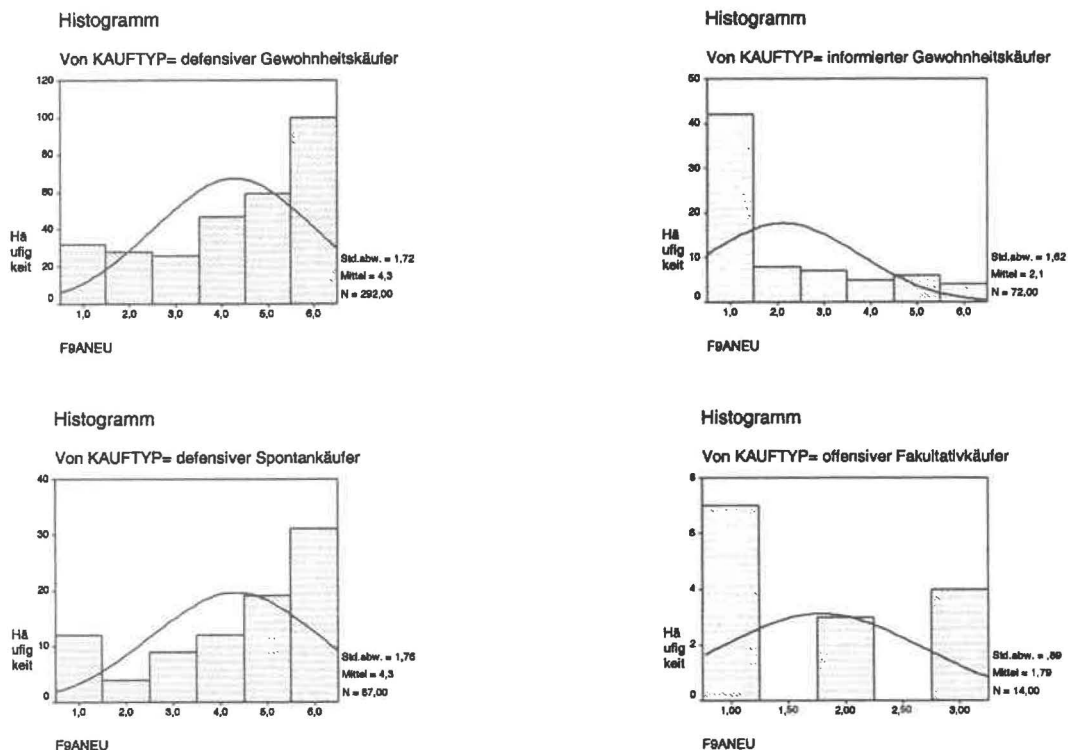 Histogramm
Von KAUFTYP= defensiver Gewohnheitskäufer
120
100
80
60
40
20
0
Hä
ufig
keit
1,0 2,0 3,0 4,0 5,0 6,0
Std.abw. = 1,72
Mittel = 4,3
N = 292,00
F9ANEU
Histogramm
Von KAUFTYP= informierter Gewohnheitskäufer
50
40
30
20
10
0
Hä
ufig
keit
1,0 2,0 3,0 4,0 5,0 6,0
Std.abw. = 1,62
Mittel = 2,1
N = 72,00
F9ANEU
Histogramm
Von KAUFTYP= defensiver Spontankäufer
40
30
20
10
0
Hä
ufig
keit
1,0 2,0 3,0 4,0 5,0 6,0
Std.abw. = 1,76
Mittel = 4,3
N = 87,00
F9ANEU
Histogramm
Von KAUFTYP= offensiver Fakultativkäufer
8
6
4
2
0
Hä
ufig
keit
1,00 1,50 2,00 2,50 3,00
Std.abw. = ,89
Mittel = 1,79
N = 14,00
F9ANEU